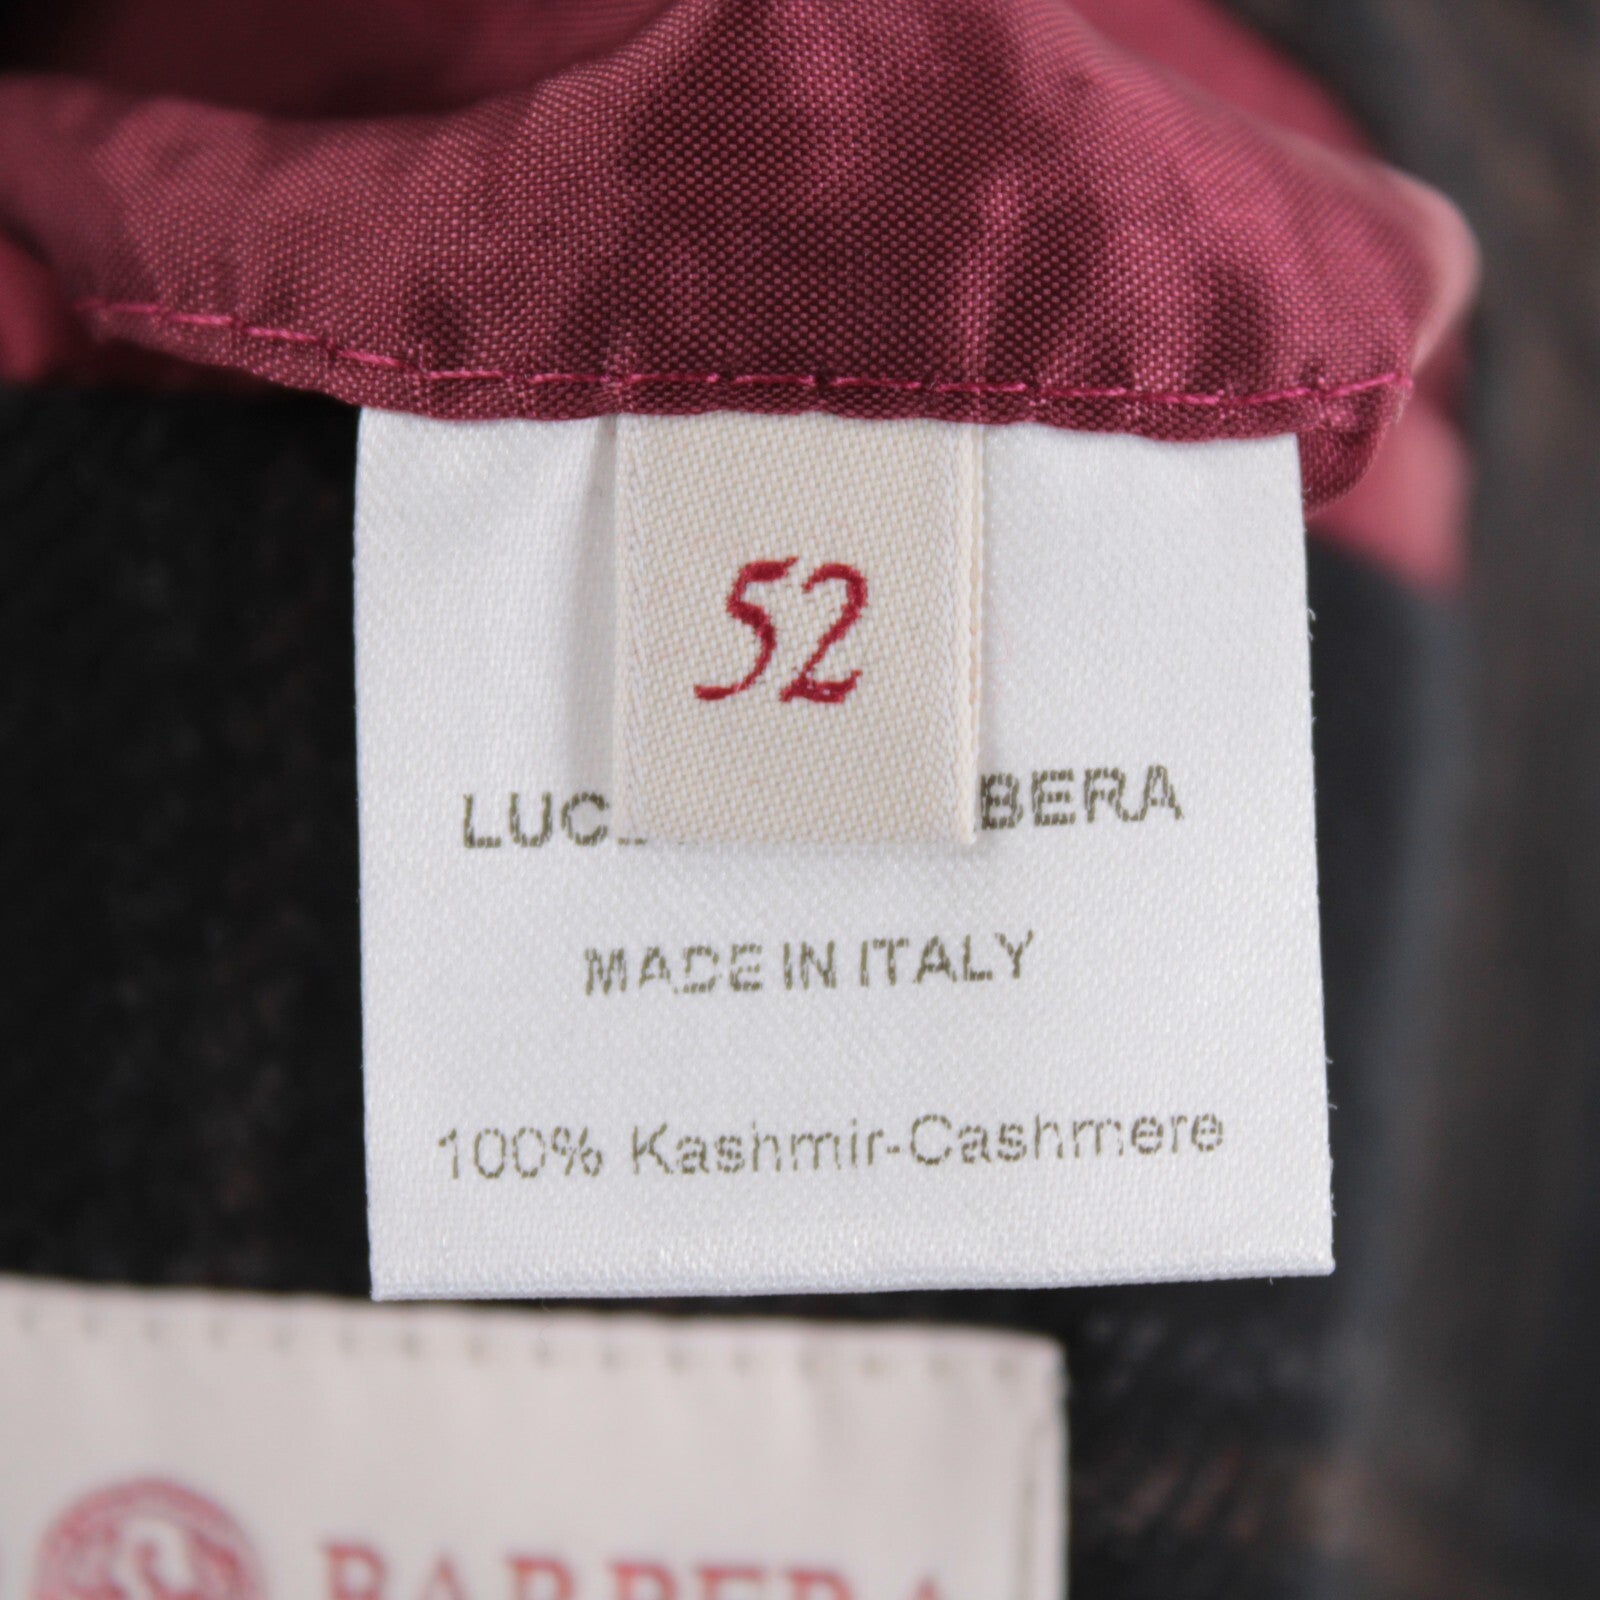 52
MADE IN ITALY
100% Kashmir-Cashmere
BARBERA